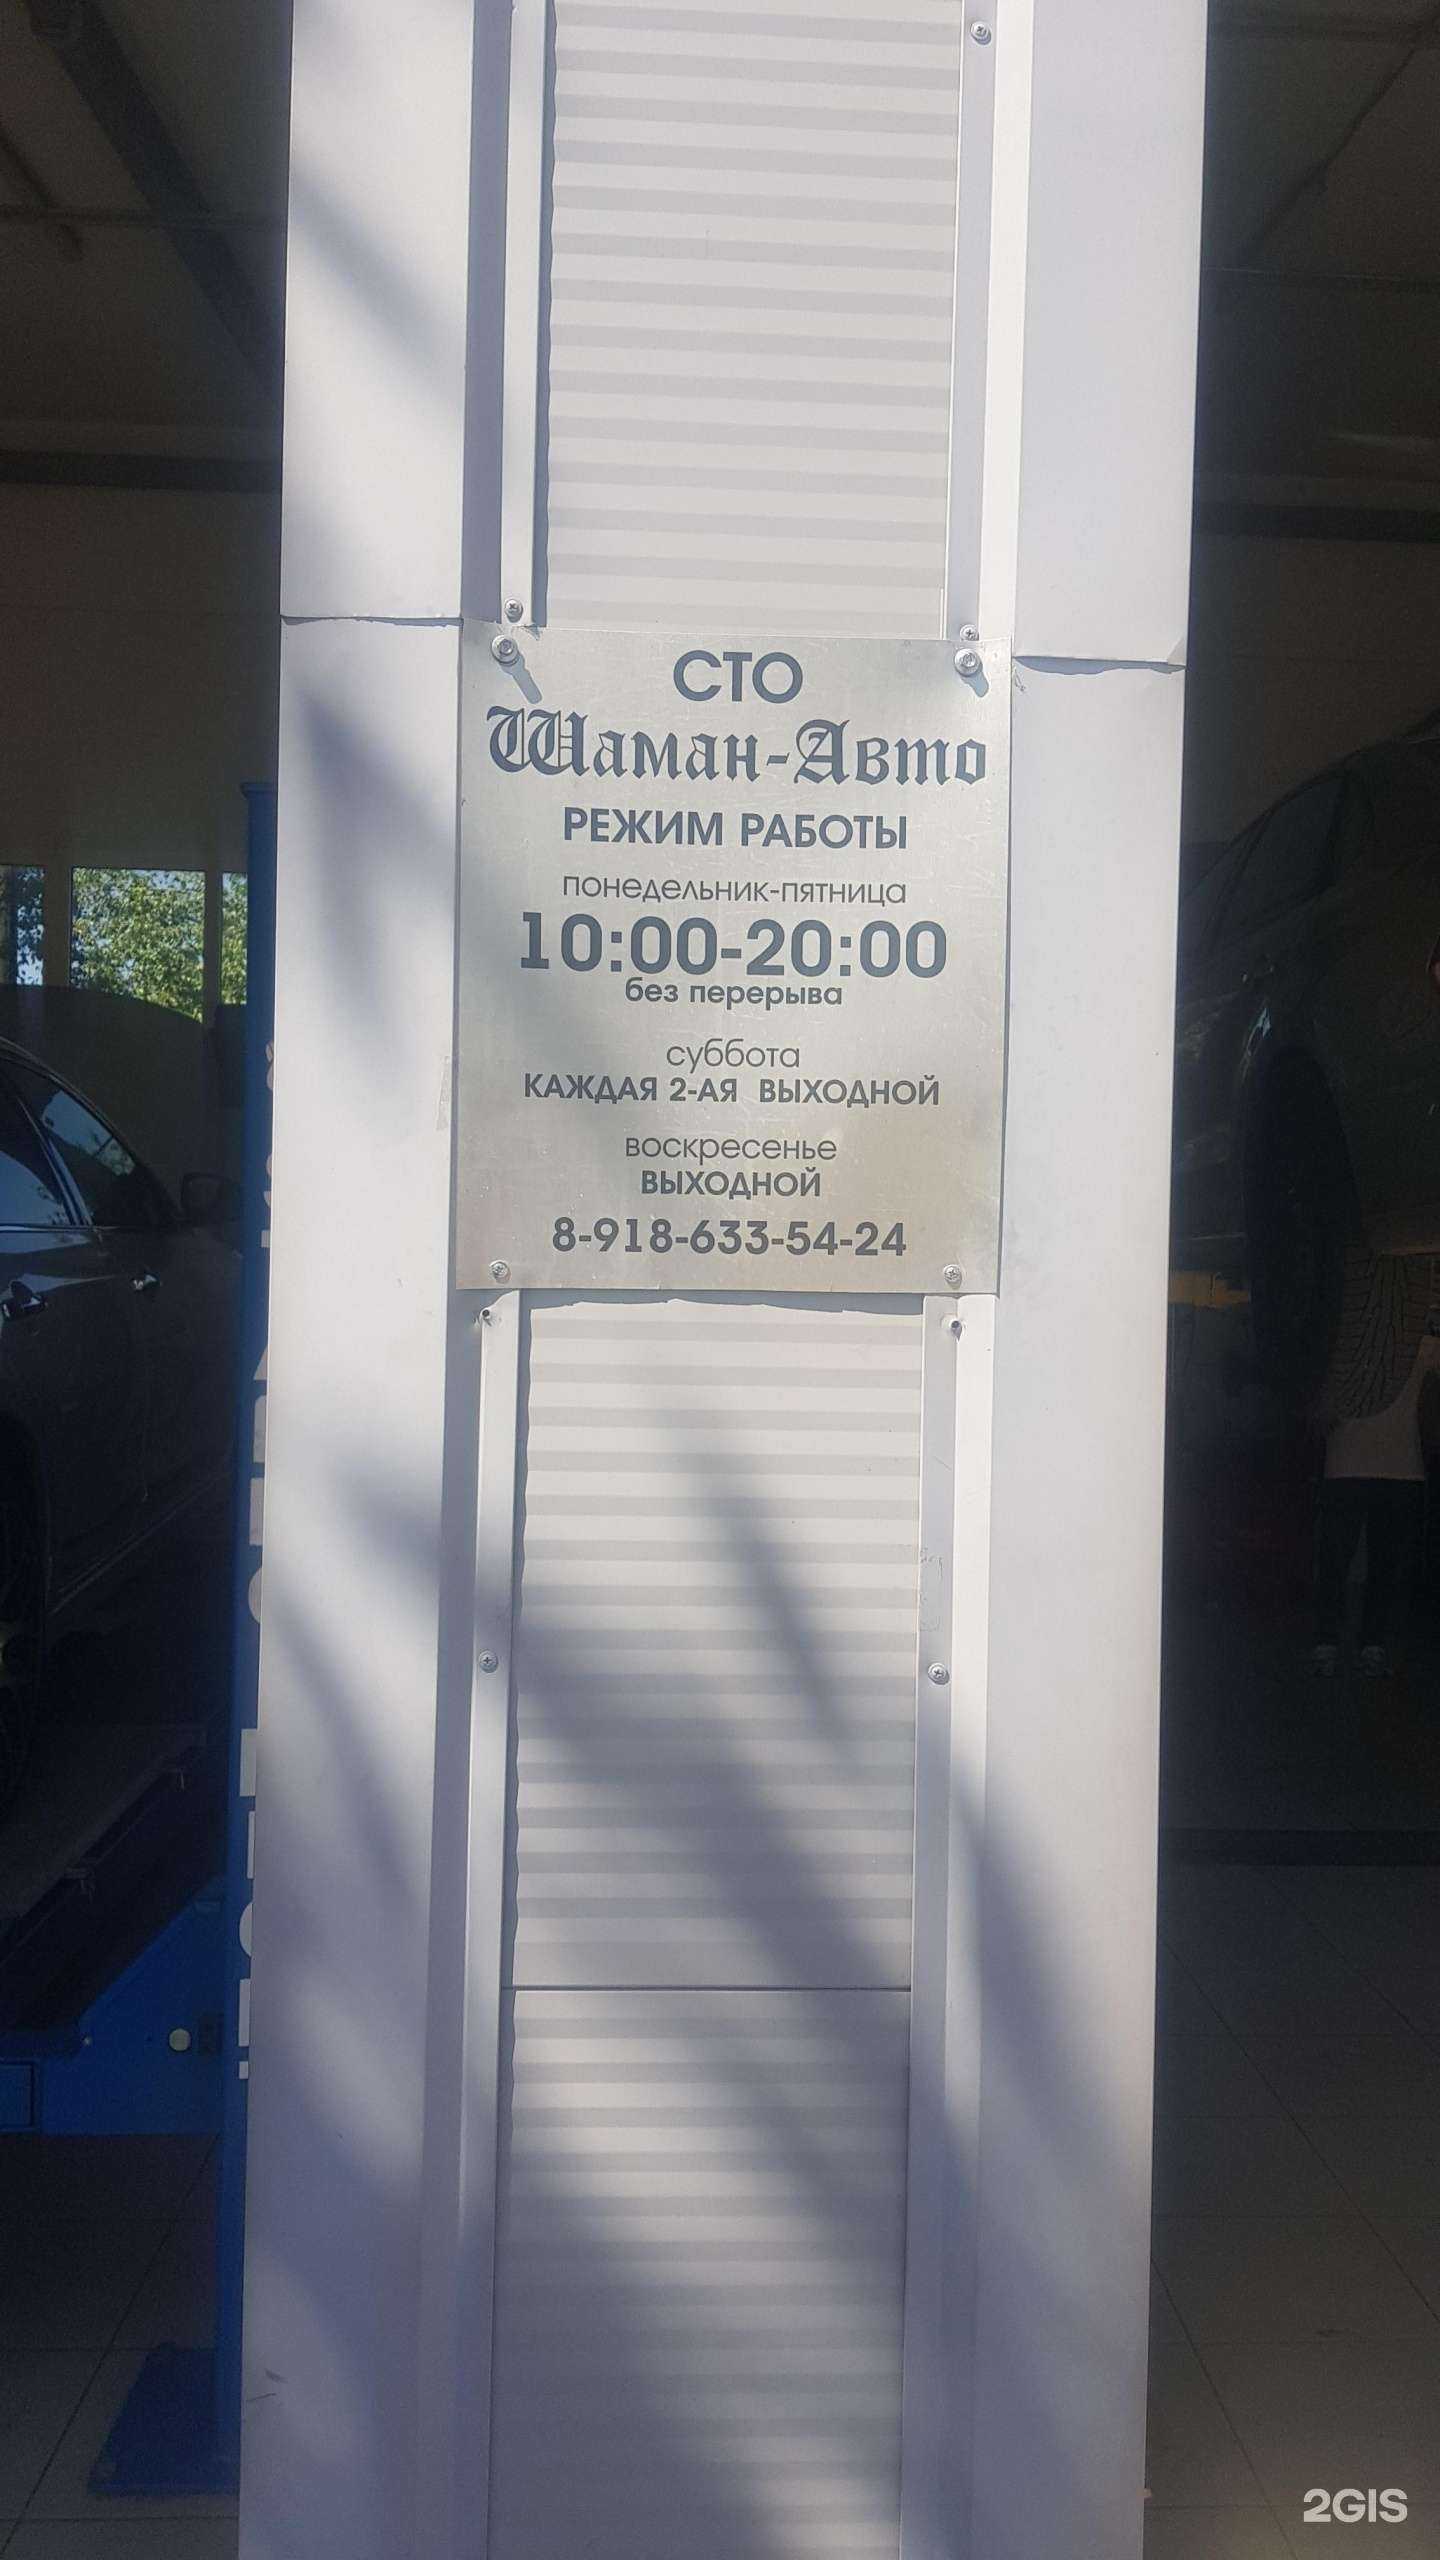 СТО
Шаман-Авто
РЕЖИМ РАБОТЫ
понедельник-пятница
10:00-20:00
без перерыва
суббота
КАЖДАЯ 2-АЯ ВЫХОДНОЙ
воскресенье
ВЫХОДНОЙ
8-918-633-54-24
2GIS